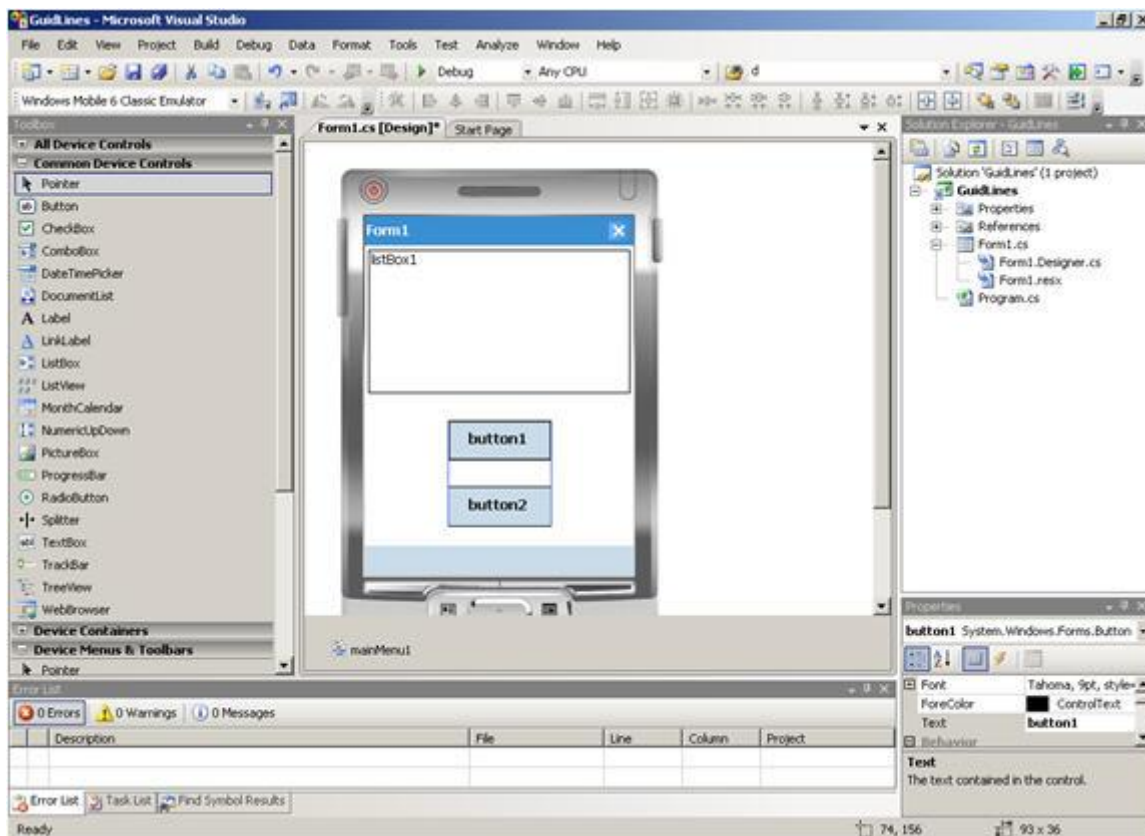 GuidLines - Microsoft Visual Studio
File Edit View Project Build Debug Data Format Tools Test Analyze Window Help
Debug Any CPU d
Windows Mobile 6 Classic Emulator
Toolbox
All Device Controls
Common Device Controls
Pointer
Button
CheckBox
ComboBox
DateTimePicker
DocumentList
A Label
A LinkLabel
ListBox
ListView
MonthCalendar
NumericUpDown
PictureBox
ProgressBar
RadioButton
Splitter
TextBox
TrackBar
TreeView
WebBrowser
Device Containers
Device Menus & Toolbars
Pointer
Form1.cs [Design]* Start Page
Form1
listBox1
button1
button2
mainMenu1
Solution Explorer - GuidLines
Solution 'GuidLines' (1 project)
GuidLines
Properties
References
Form1.cs
Form1.Designer.cs
Form1.resx
Program.cs
Properties
button1 System.Windows.Forms.Button
Font Tahoma, 9pt, style=
ForeColor ControlText
Text button1
Behavior
Text
The text contained in the control.
Error List
0 Errors 0 Warnings 0 Messages
Description File Line Column Project
Error List Task List Find Symbol Results
Ready 74, 156 93 x 36